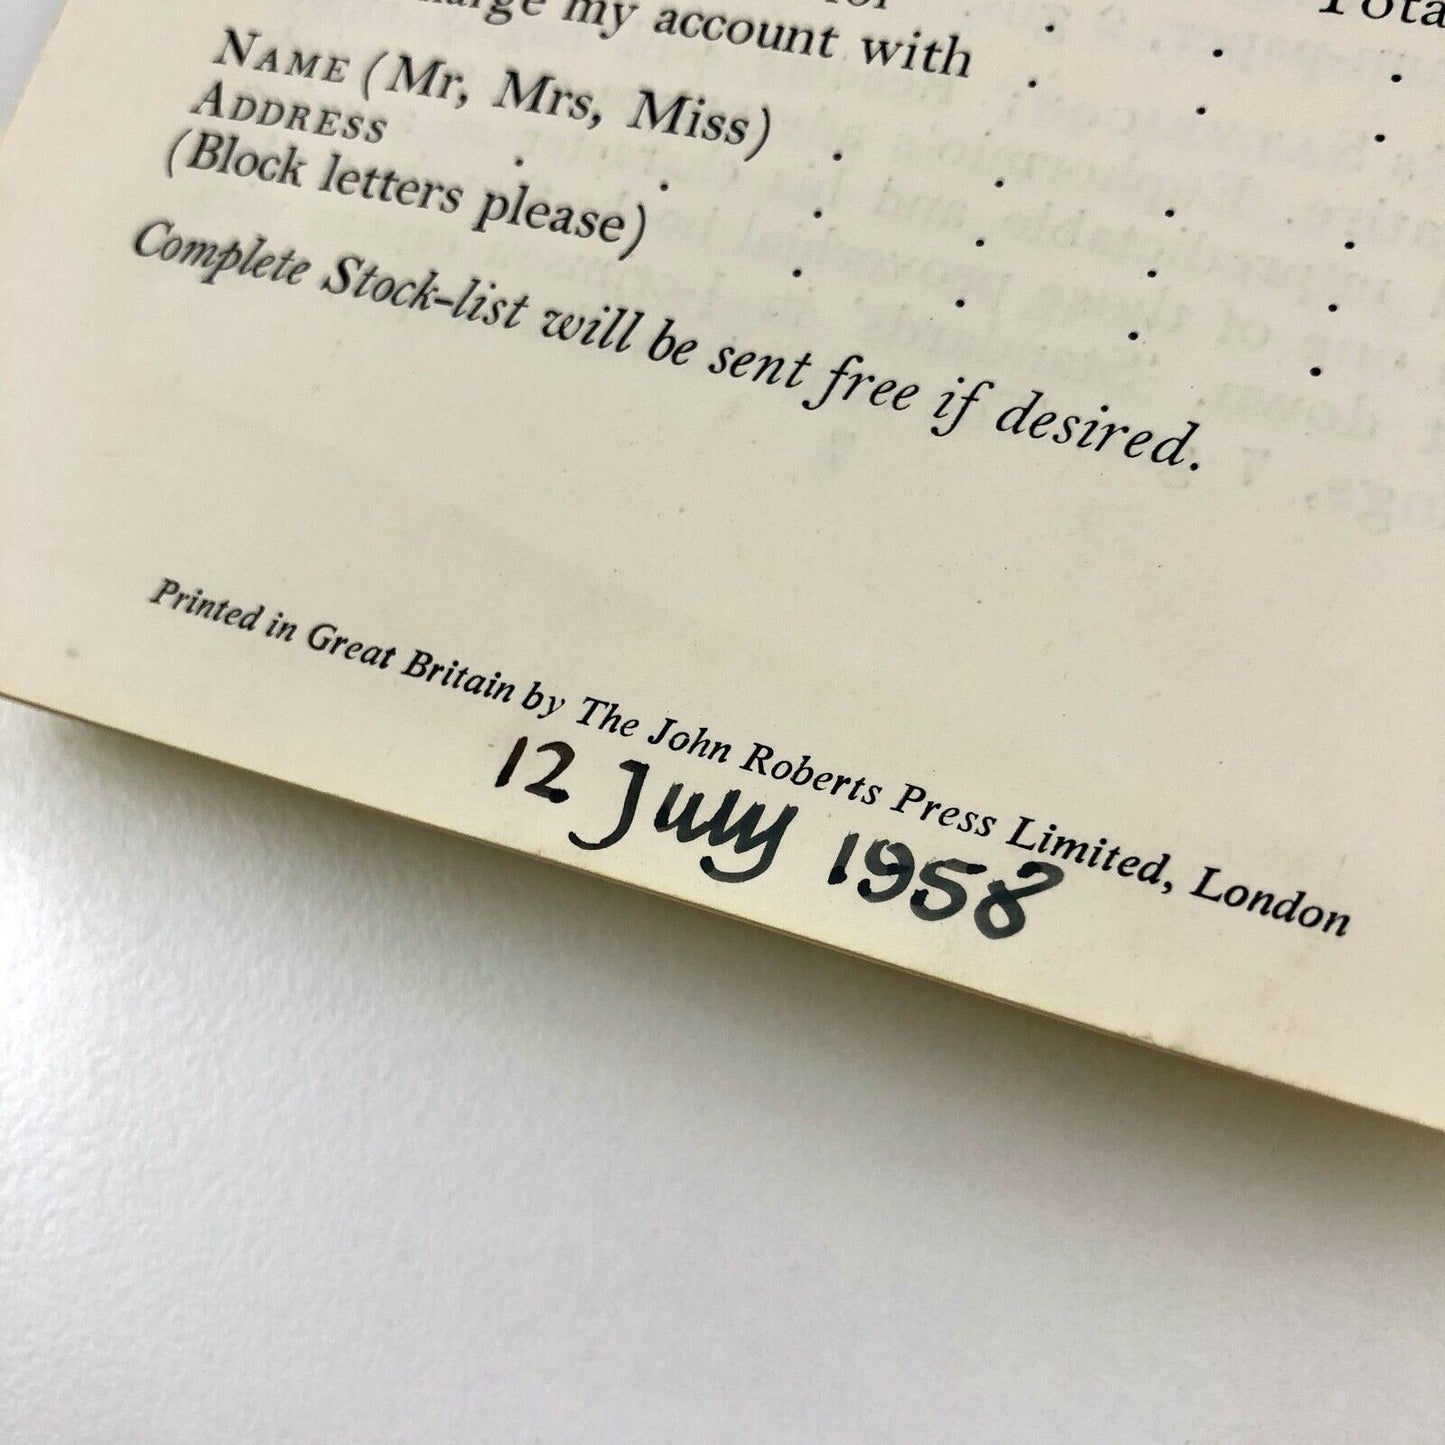 my account with
Name (Mr, Mrs, Miss)
Address
(Block letters please)
Complete Stock-list will be sent free if desired.
Printed in Great Britain by The John Roberts Press Limited, London
12 July 1958